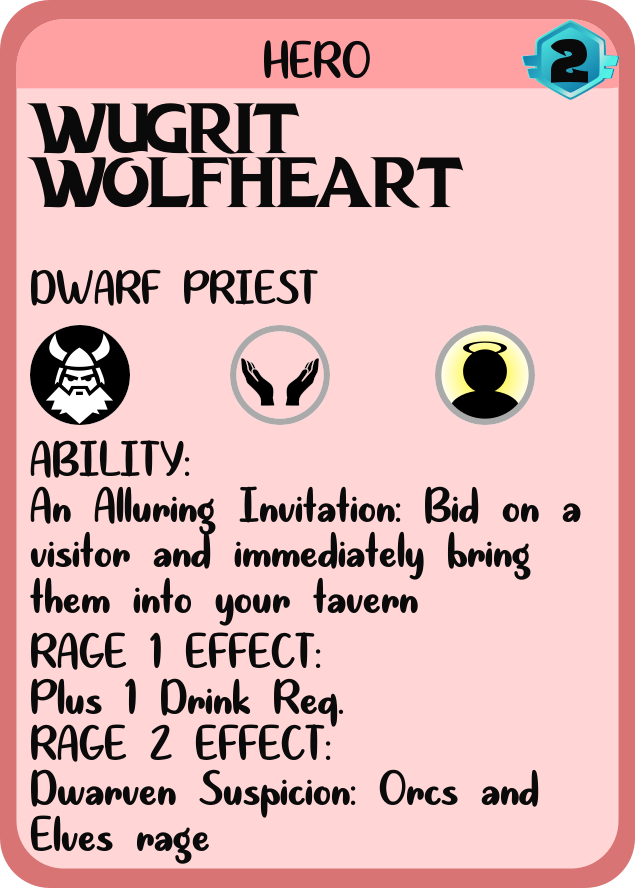 HERO
2
WUGRIT
WOLFHEART
DWARF PRIEST
ABILITY:
An Alluring Invitation: Bid on a
visitor and immediately bring
them into your tavern
RAGE 1 EFFECT:
Plus 1 Drink Req.
RAGE 2 EFFECT:
Dwarven Suspicion: Orcs and
Elves rage